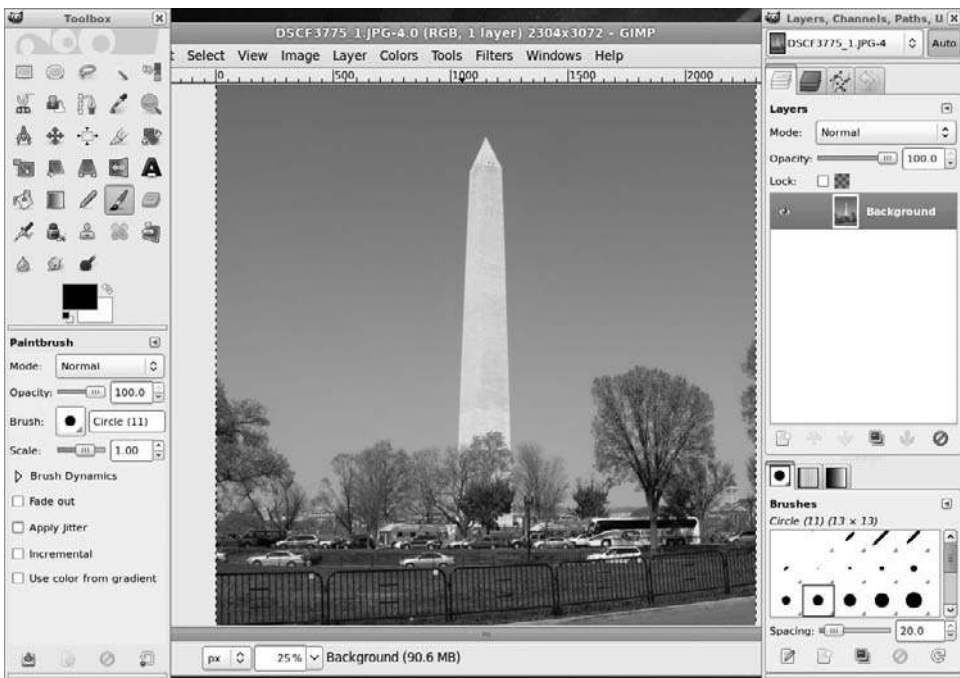 Toolbox
Paintbrush
Mode: Normal
Opacity: 100.0
Brush: Circle (11)
Scale: 1.00
Brush Dynamics
Fade out
Apply Jitter
Incremental
Use color from gradient
DSCF3775_1.JPG-4.0 (RGB, 1 layer) 2304x3072 – GIMP
t Select View Image Layer Colors Tools Filters Windows Help
0 500 1000 1500 2000
px 25% Background (90.6 MB)
Layers, Channels, Paths, U
DSCF3775_1.JPG-4 Auto
Layers
Mode: Normal
Opacity: 100.0
Lock:
Background
Brushes
Circle (11) (13 × 13)
Spacing: 20.0